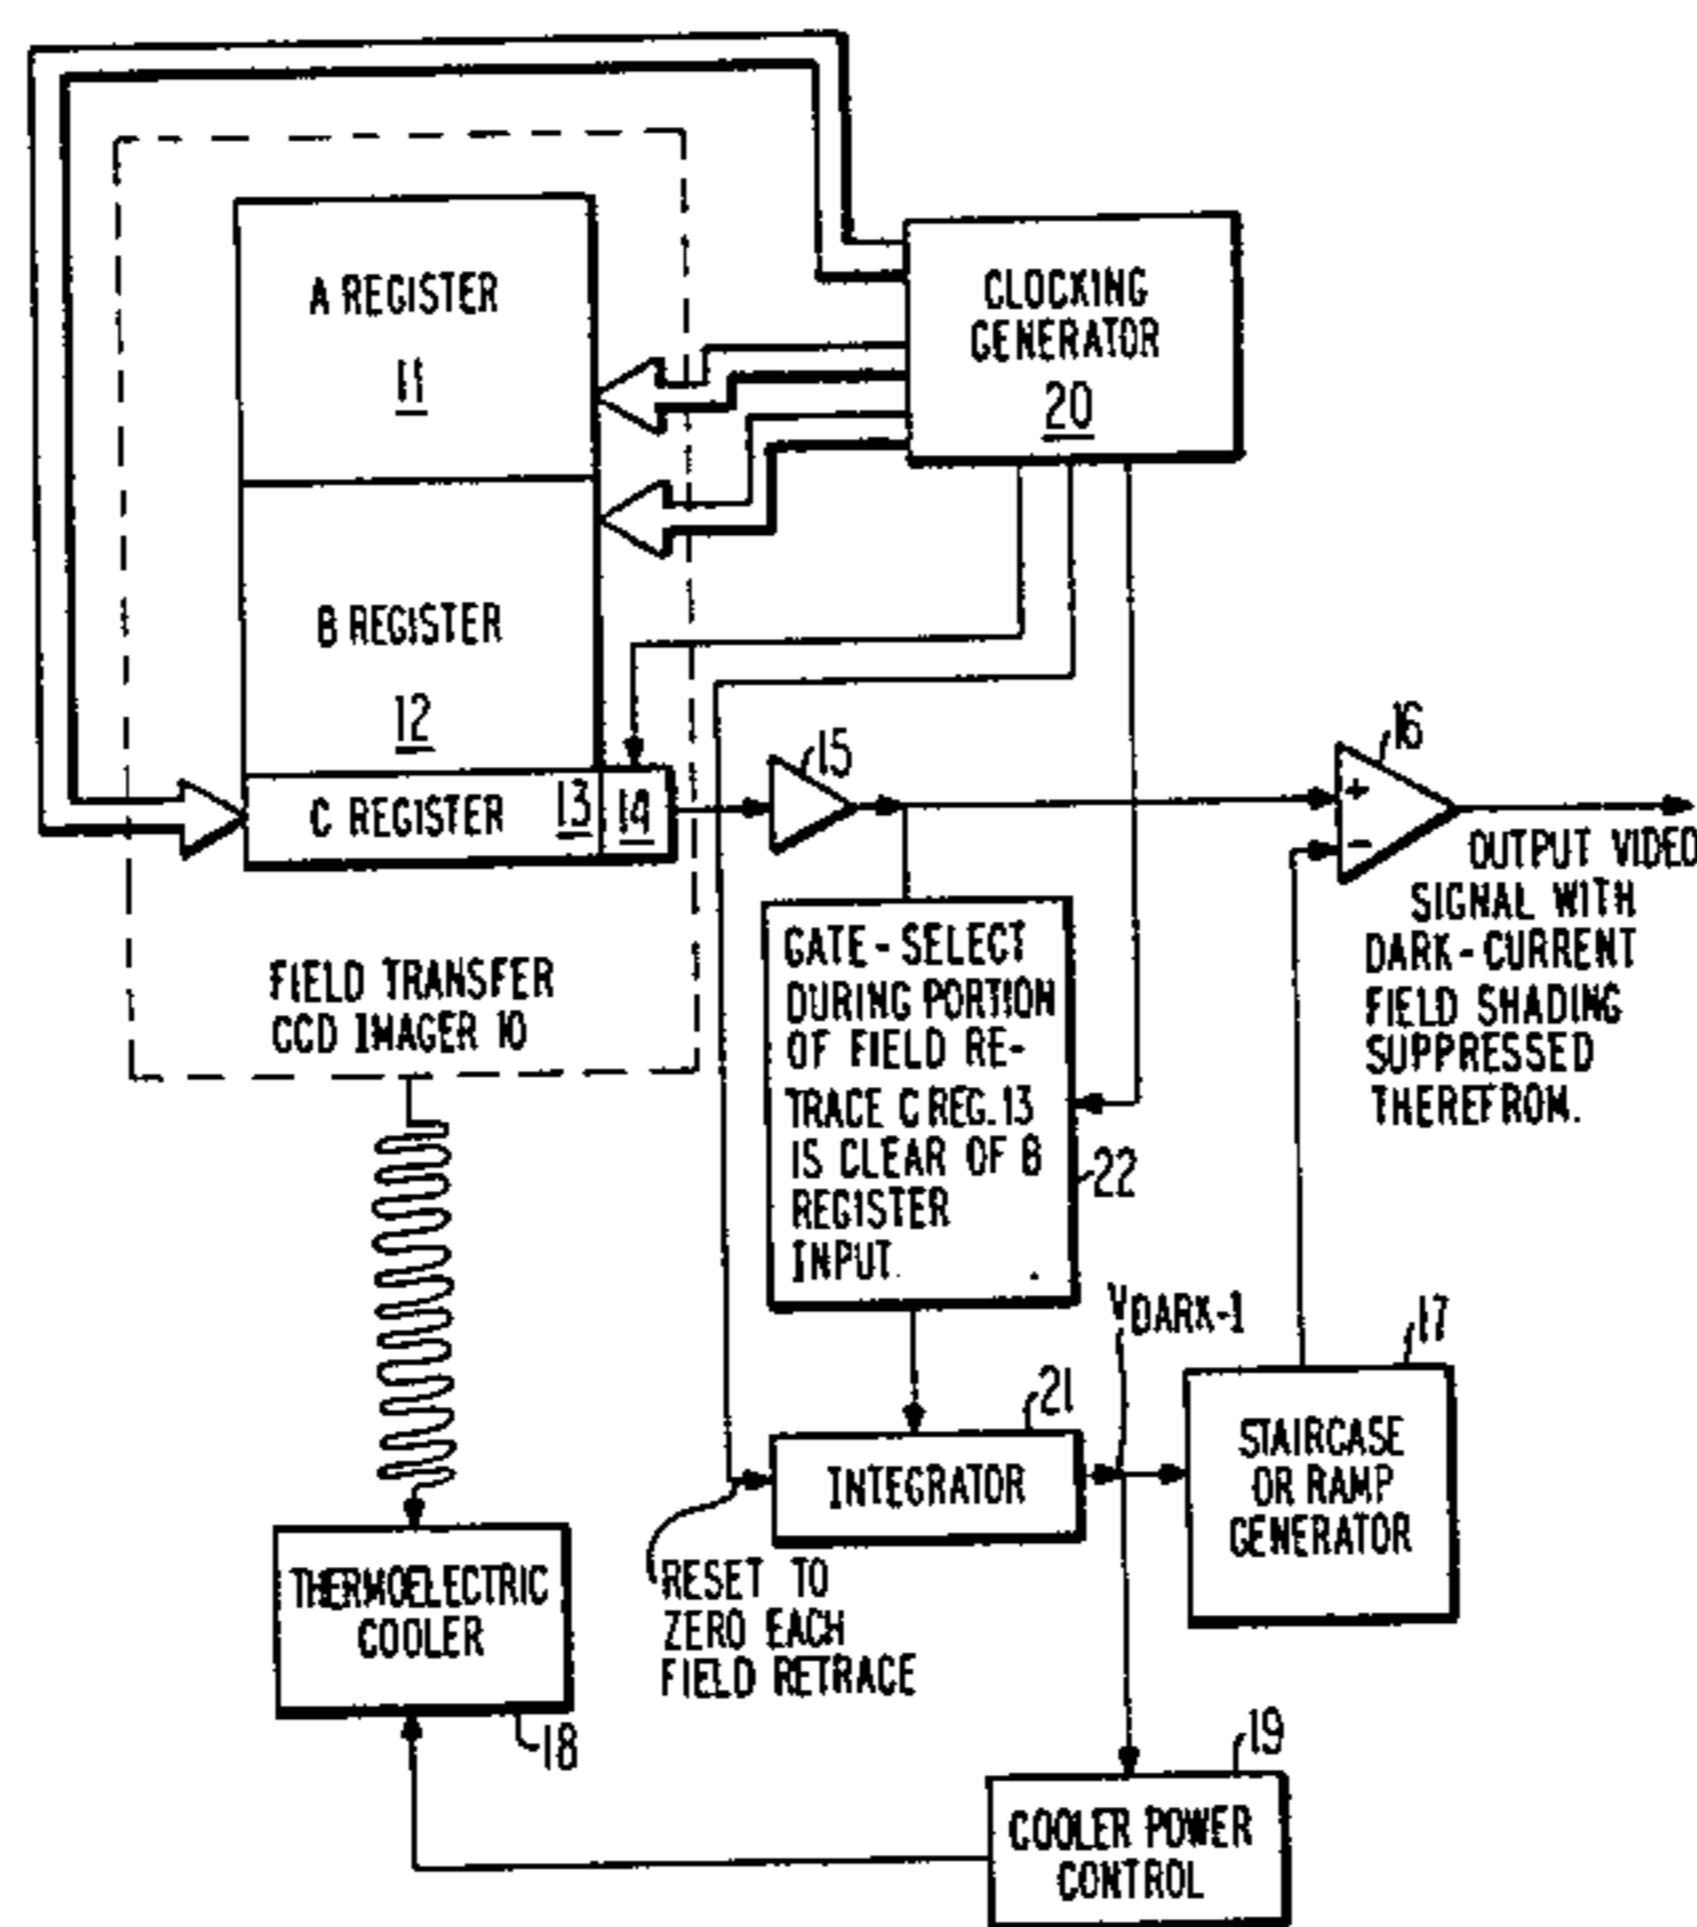 A REGISTER
11
CLOCKING
GENERATOR
20
B REGISTER
12
C REGISTER 13 14
15
16
OUTPUT VIDEO
SIGNAL WITH
DARK-CURRENT
FIELD SHADING
SUPPRESSED
THEREFROM.
FIELD TRANSFER
CCD IMAGER 10
GATE-SELECT
DURING PORTION
OF FIELD RE-
TRACE C REG. 13
IS CLEAR OF B
REGISTER
INPUT.
22
VDARK-1
17
21
INTEGRATOR
STAIRCASE
OR RAMP
GENERATOR
THERMOELECTRIC
COOLER
18
RESET TO
ZERO EACH
FIELD RETRACE
19
COOLER POWER
CONTROL
+
-